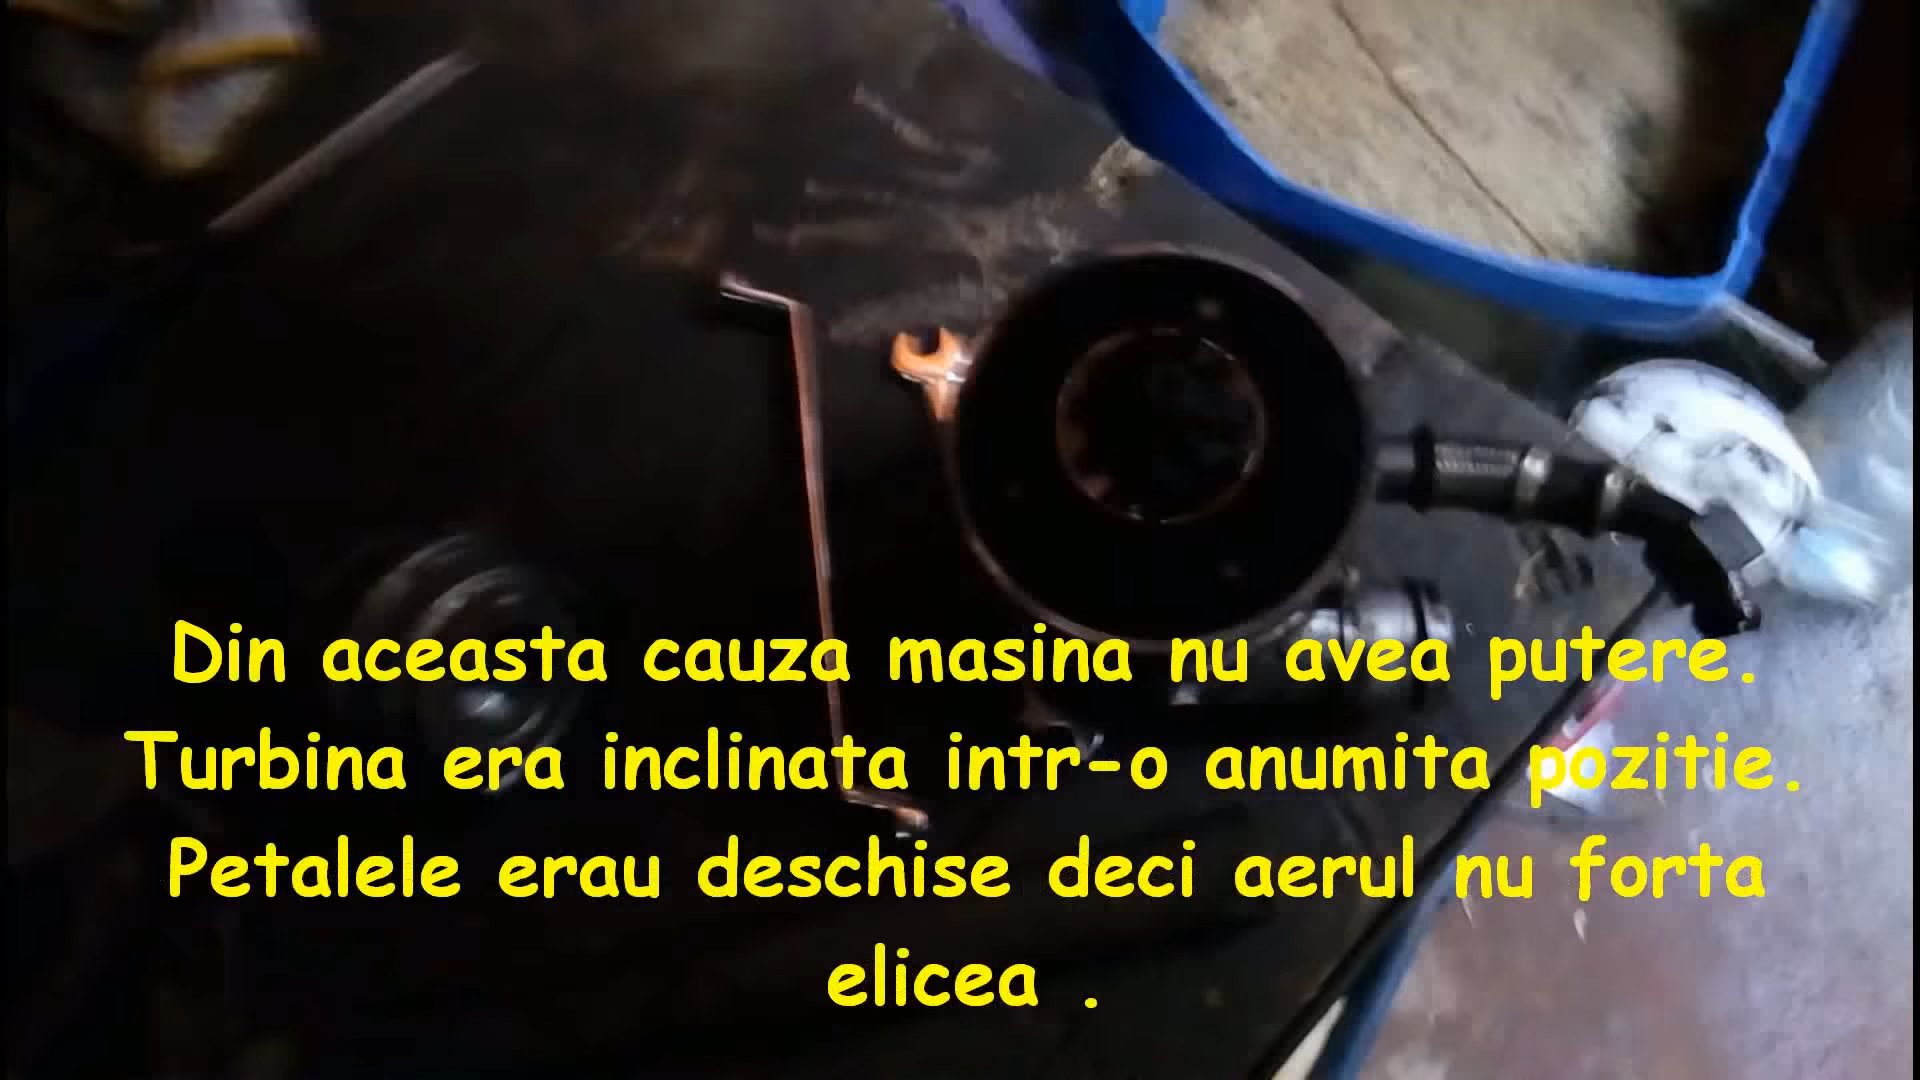 Din aceasta cauza masina nu avea putere.
Turbina era inclinata intr-o anumita pozitie.
Petalele erau deschise deci aerul nu forta
elicea .